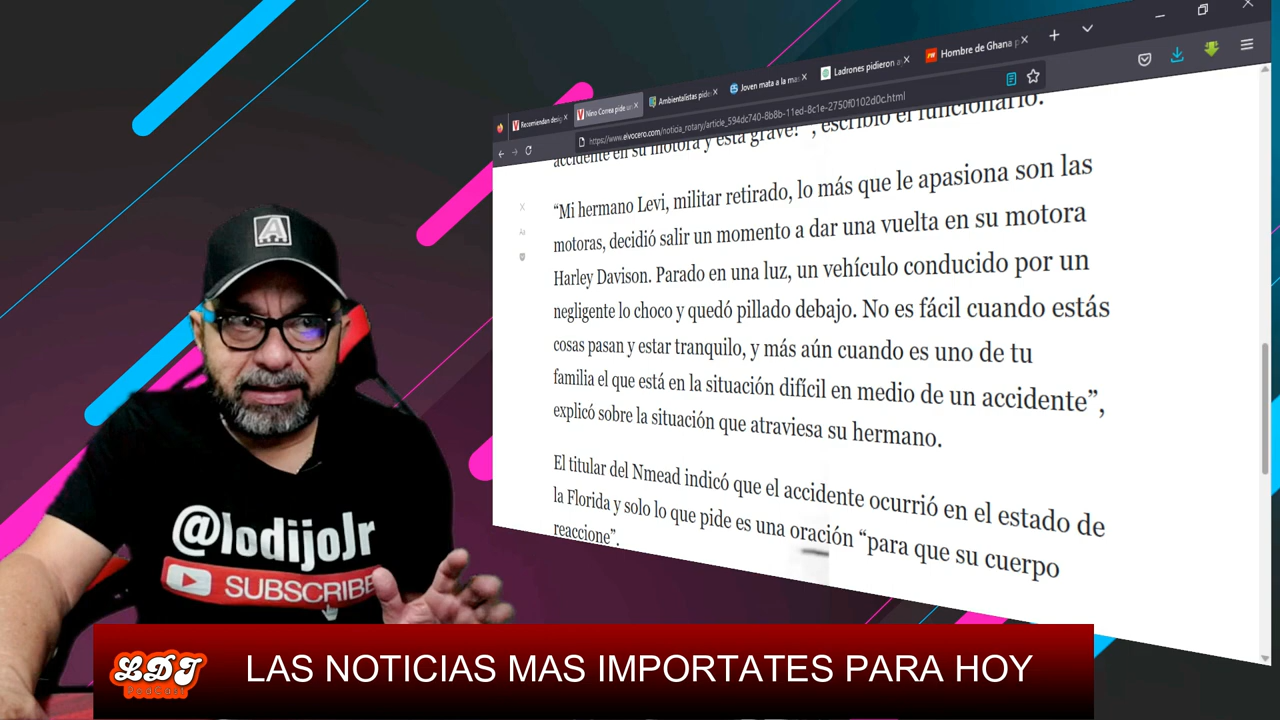 Recomiendan desig
Nino Correa pide un
Ambientalistas pide
Joven mata a la ma
Ladrones pidieron a
Hombre de Ghana p
https://www.elvocero.com/noticia_rotary/article_594dc740-8b8b-11ed-8c1e-2750f0102d0c.html
accidente en su motora y está grave!”, escribió el funcionario.
“Mi hermano Levi, militar retirado, lo más que le apasiona son las
motoras, decidió salir un momento a dar una vuelta en su motora
Harley Davison. Parado en una luz, un vehículo conducido por un
negligente lo choco y quedó pillado debajo. No es fácil cuando estás
cosas pasan y estar tranquilo, y más aún cuando es uno de tu
familia el que está en la situación difícil en medio de un accidente”,
explicó sobre la situación que atraviesa su hermano.
El titular del Nmead indicó que el accidente ocurrió en el estado de
la Florida y solo lo que pide es una oración “para que su cuerpo
reaccione”.
A
@lodijoJr
SUBSCRIBE
LDJ
PodCast
LAS NOTICIAS MAS IMPORTATES PARA HOY